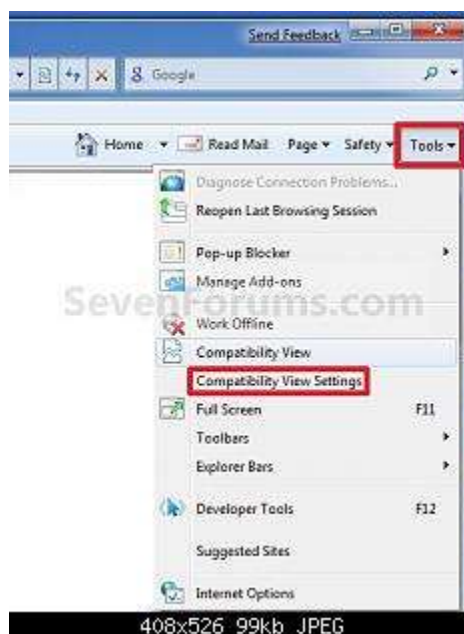 Send Feedback
Google
Home Read Mail Page Safety Tools
Diagnose Connection Problems...
Reopen Last Browsing Session
Pop-up Blocker
Manage Add-ons
SevenForums.com
Work Offline
Compatibility View
Compatibility View Settings
Full Screen F11
Toolbars
Explorer Bars
Developer Tools F12
Suggested Sites
Internet Options
408x526 99kb JPEG